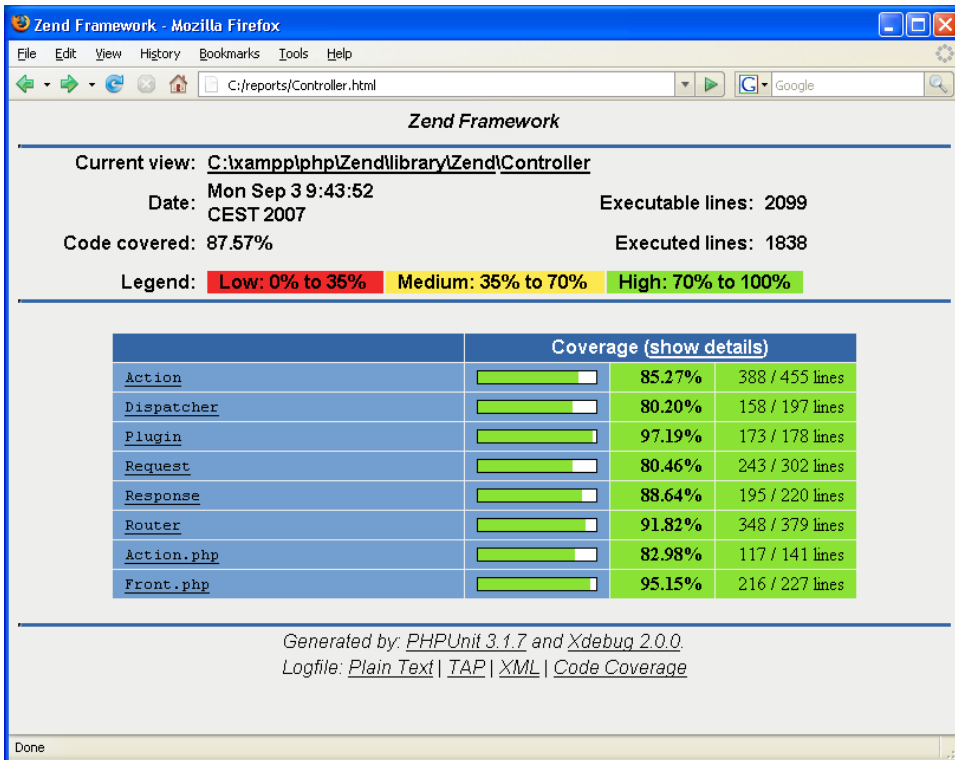 Zend Framework - Mozilla Firefox
File Edit View History Bookmarks Tools Help
C:/reports/Controller.html
G Google
Zend Framework
Current view: C:\xampp\php\Zend\library\Zend\Controller
Date: Mon Sep 3 9:43:52 CEST 2007 Executable lines: 2099
Code covered: 87.57% Executed lines: 1838
Legend: Low: 0% to 35% Medium: 35% to 70% High: 70% to 100%
Coverage (show details)
Action 85.27% 388 / 455 lines
Dispatcher 80.20% 158 / 197 lines
Plugin 97.19% 173 / 178 lines
Request 80.46% 243 / 302 lines
Response 88.64% 195 / 220 lines
Router 91.82% 348 / 379 lines
Action.php 82.98% 117 / 141 lines
Front.php 95.15% 216 / 227 lines
Generated by: PHPUnit 3.1.7 and Xdebug 2.0.0.
Logfile: Plain Text | TAP | XML | Code Coverage
Done